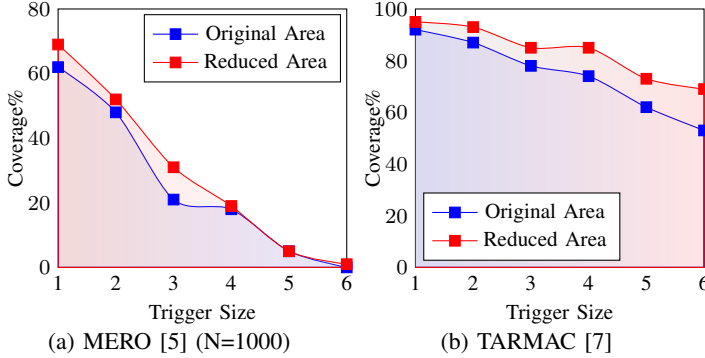 80
60
40
20
0
Coverage%
Original Area
Reduced Area
1 2 3 4 5 6
Trigger Size
(a) MERO [5] (N=1000)
100
80
60
40
20
0
Coverage%
Original Area
Reduced Area
1 2 3 4 5 6
Trigger Size
(b) TARMAC [7]